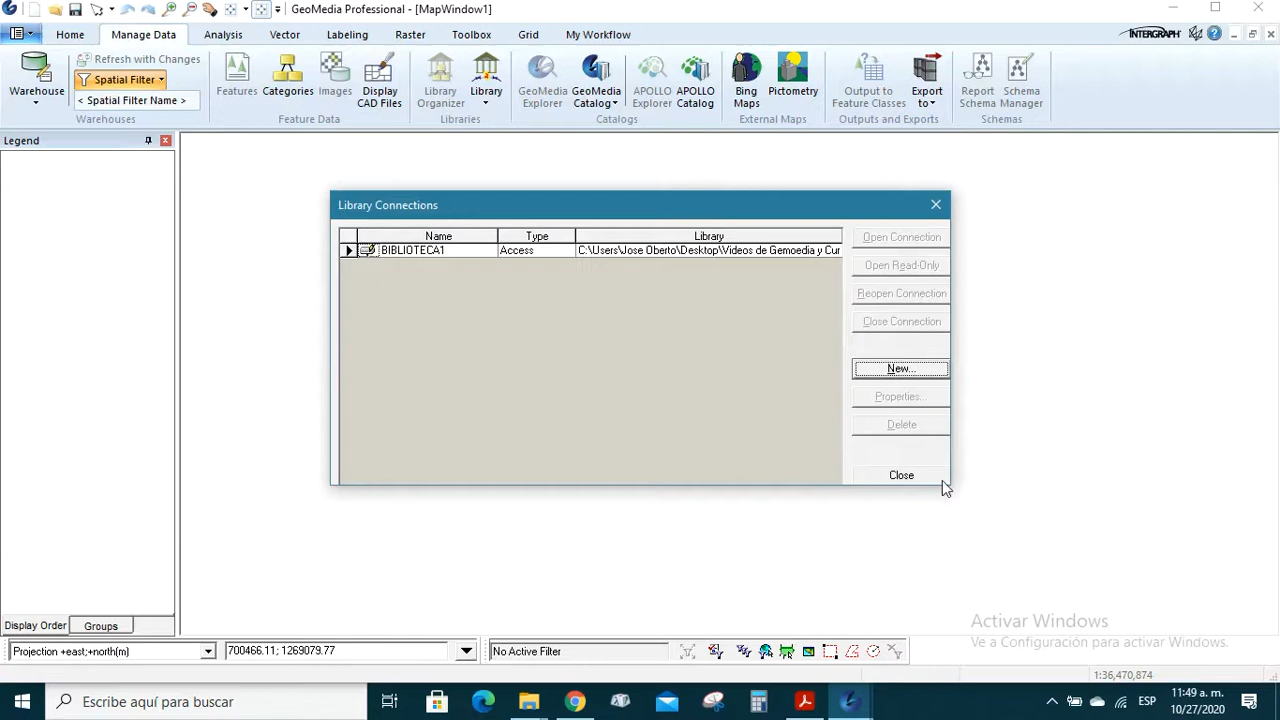 GeoMedia Professional - [MapWindow1]
Home Manage Data Analysis Vector Labeling Raster Toolbox Grid My Workflow INTERGRAPH
Warehouse
Refresh with Changes
Spatial Filter
< Spatial Filter Name >
Warehouses
Features
Categories
Images
Display CAD Files
Feature Data
Library Organizer
Library
Libraries
GeoMedia Explorer
GeoMedia Catalog
APOLLO Explorer
APOLLO Catalog
Catalogs
Bing Maps
Pictometry
External Maps
Output to Feature Classes
Export to
Outputs and Exports
Report Schema
Schema Manager
Schemas
Legend
Library Connections
Name Type Library
BIBLIOTECA1 Access C:\Users\Jose Oberto\Desktop\Videos de Gemoedia y Cur
Open Connection
Open Read-Only
Reopen Connection
Close Connection
New...
Properties...
Delete
Close
Activar Windows
Ve a Configuración para activar Windows.
Display Order Groups
Projection +east;+north(m) 700466.11; 1269079.77 No Active Filter
1:36,470,874
Escribe aquí para buscar
ESP
11:49 a. m.
10/27/2020